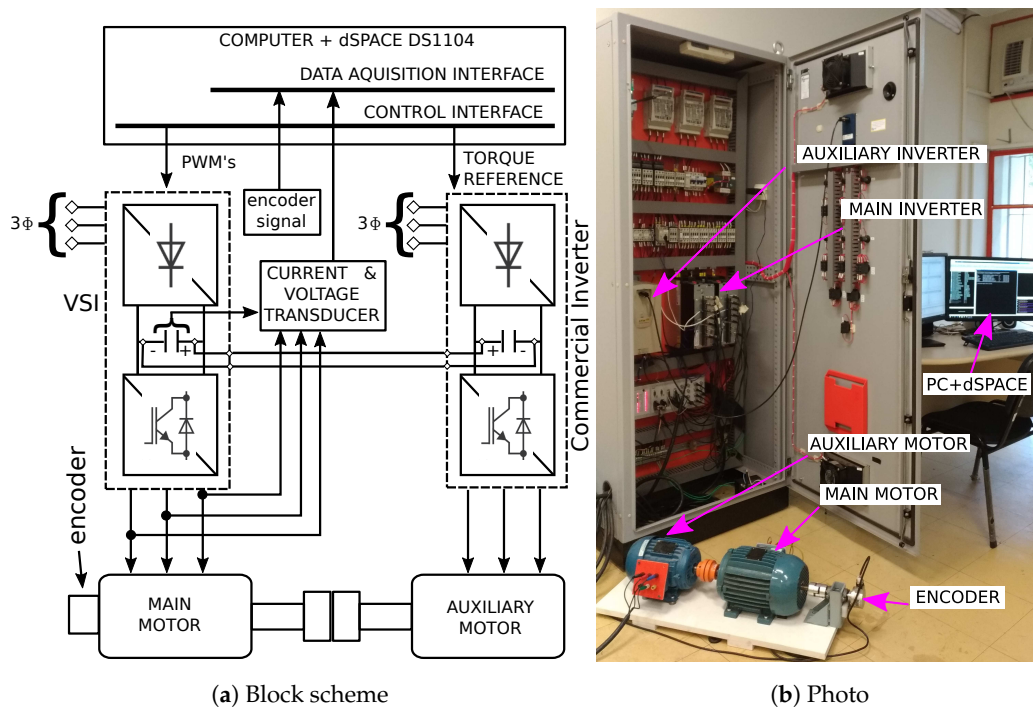 COMPUTER + dSPACE DS1104
DATA AQUISITION INTERFACE
CONTROL INTERFACE
PWM's
TORQUE
REFERENCE
3Φ
encoder
signal
3Φ
VSI
CURRENT &
VOLTAGE
TRANSDUCER
Commercial Inverter
- +
+ -
encoder
MAIN
MOTOR
AUXILIARY
MOTOR
(a) Block scheme
AUXILIARY INVERTER
MAIN INVERTER
PC+dSPACE
AUXILIARY MOTOR
MAIN MOTOR
ENCODER
(b) Photo